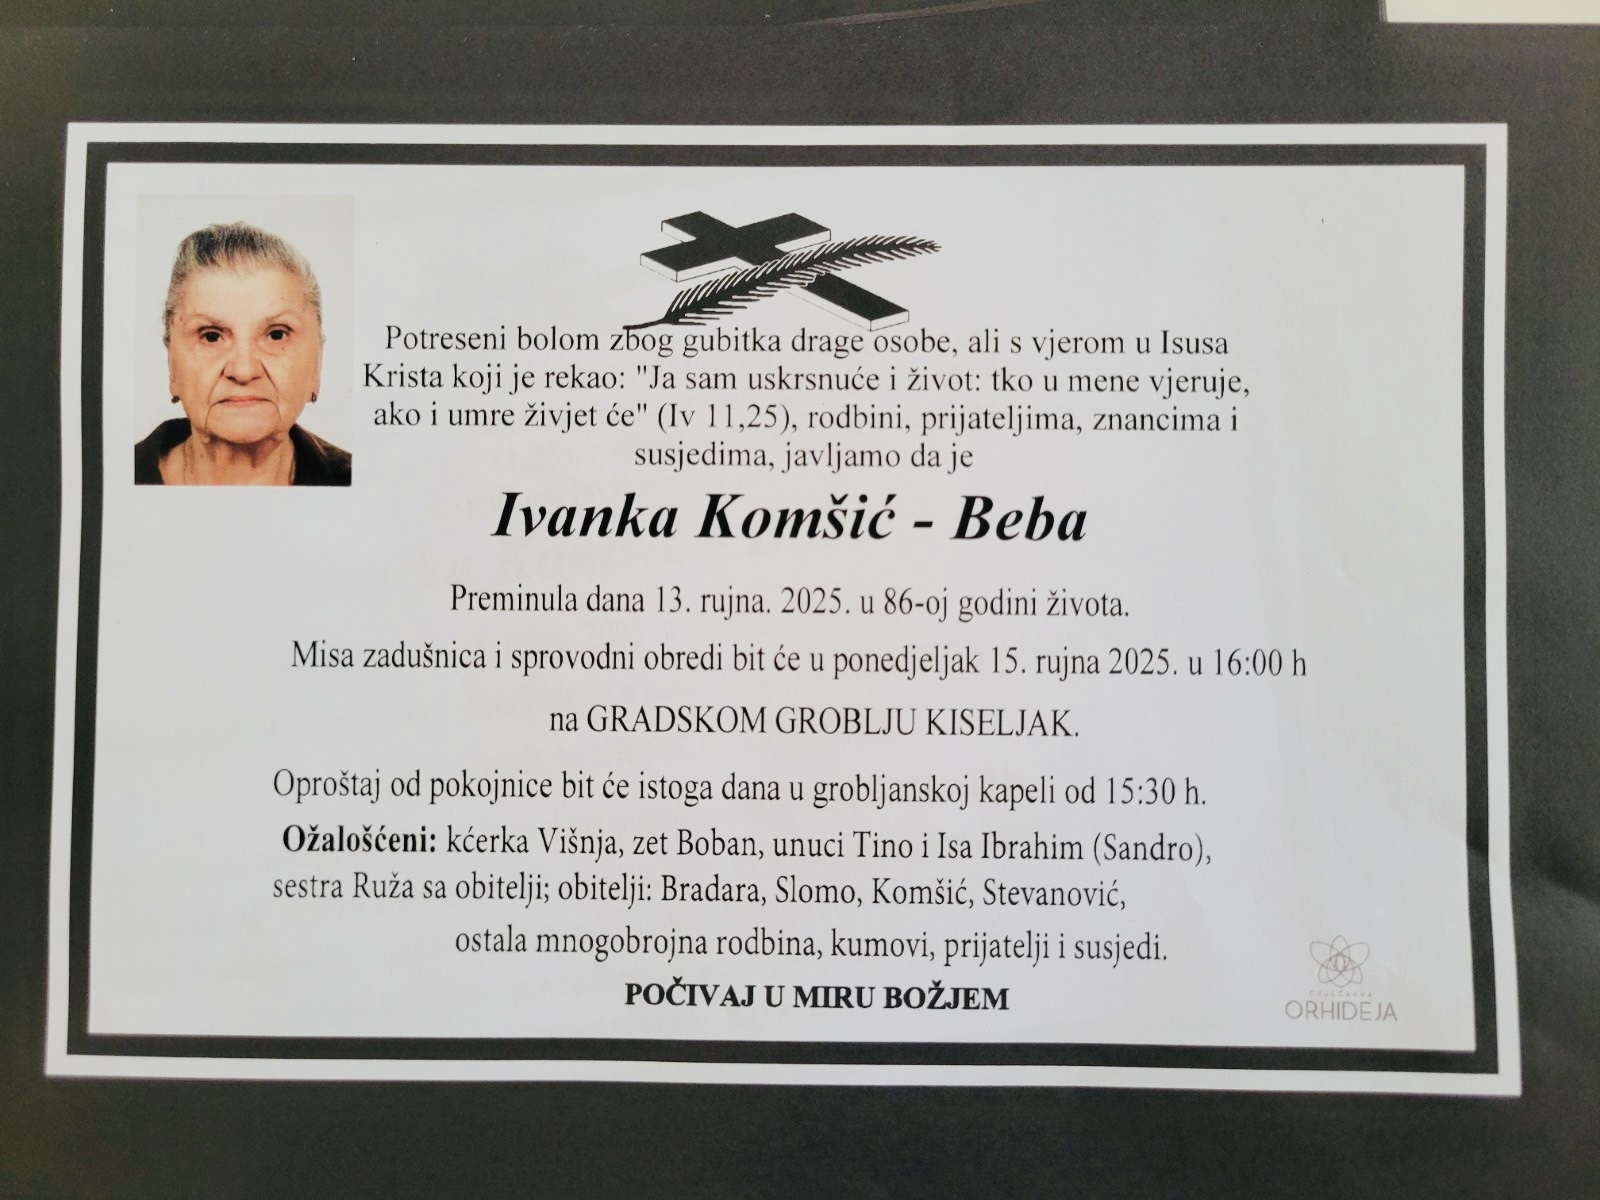 Potreseni bolom zbog gubitka drage osobe, ali s vjerom u Isusa
Krista koji je rekao: "Ja sam uskrsnuće i život: tko u mene vjeruje,
ako i umre živjet će" (Iv 11,25), rodbini, prijateljima, znancima i
susjedima, javljamo da je
Ivanka Komšić - Beba
Preminula dana 13. rujna. 2025. u 86-oj godini života.
Misa zadušnica i sprovodni obredi bit će u ponedjeljak 15. rujna 2025. u 16:00 h
na GRADSKOM GROBLJU KISELJAK.
Oproštaj od pokojnice bit će istoga dana u grobljanskoj kapeli od 15:30 h.
Ožalošćeni: kćerka Višnja, zet Boban, unuci Tino i Isa Ibrahim (Sandro),
sestra Ruža sa obitelji; obitelji: Bradara, Slomo, Komšić, Stevanović,
ostala mnogobrojna rodbina, kumovi, prijatelji i susjedi.
POČIVAJ U MIRU BOŽJEM
CVJEĆARNA
ORHIDEJA